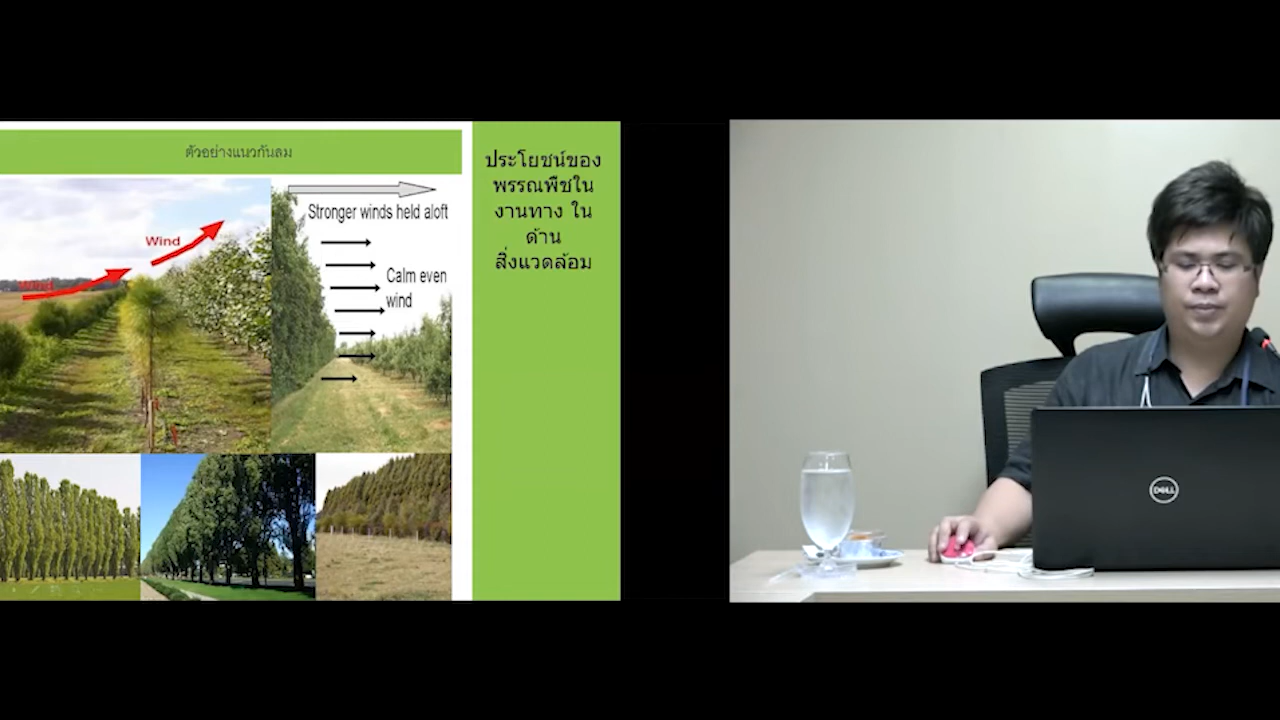 ตัวอย่างแนวกันลม
Wind
Wind
Stronger winds held aloft
Calm even
wind
ประโยชน์ของ
พรรณพืชใน
งานทาง ใน
ด้าน
สิ่งแวดล้อม
DELL